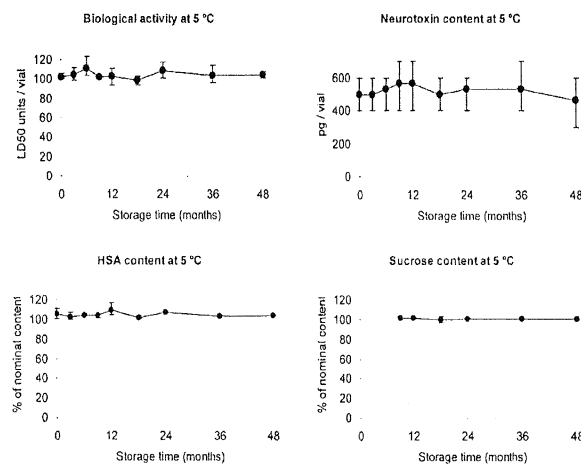 Biological activity at 5 °C
LD50 units / vial
120
100
80
60
40
20
0
0 12 24 36 48
Storage time (months)
Neurotoxin content at 5 °C
pg / vial
600
400
200
0
0 12 24 36 48
Storage time (months)
HSA content at 5 °C
% of nominal content
120
100
80
60
40
20
0
0 12 24 36 48
Storage time (months)
Sucrose content at 5 °C
% of nominal content
120
100
80
60
40
20
0
0 12 24 36 48
Storage time (months)